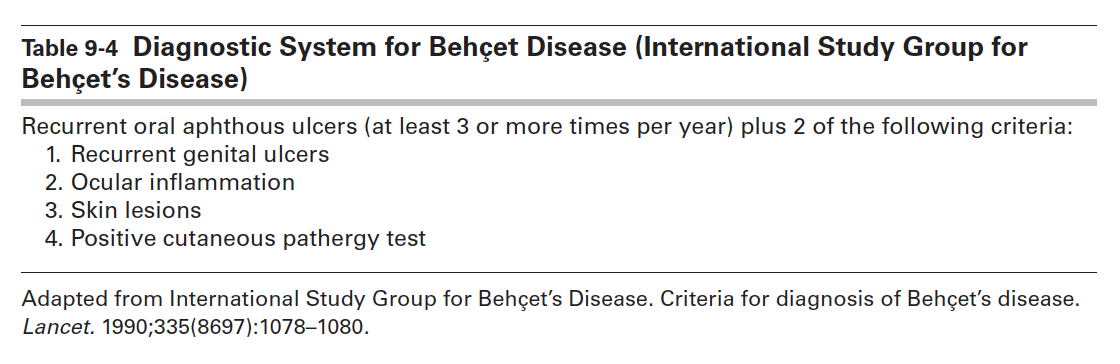 Table 9-4 Diagnostic System for Behçet Disease (International Study Group for
Behçet's Disease)
Recurrent oral aphthous ulcers (at least 3 or more times per year) plus 2 of the following criteria:
1. Recurrent genital ulcers
2. Ocular inflammation
3. Skin lesions
4. Positive cutaneous pathergy test
Adapted from International Study Group for Behçet's Disease. Criteria for diagnosis of Behçet's disease.
Lancet. 1990;335(8697):1078–1080.